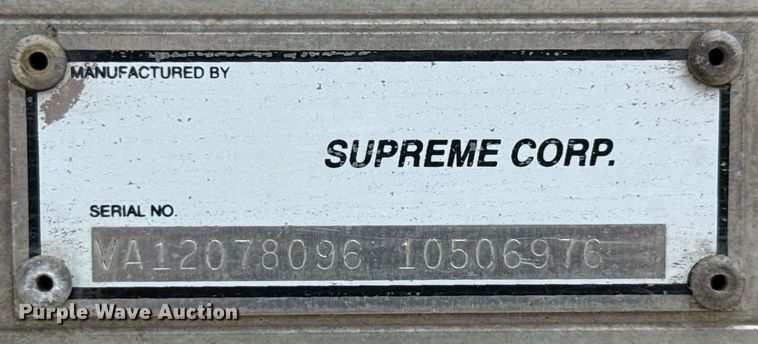 MANUFACTURED BY
SUPREME CORP.
SERIAL NO.
VA12078096 10506976
Purple Wave Auction